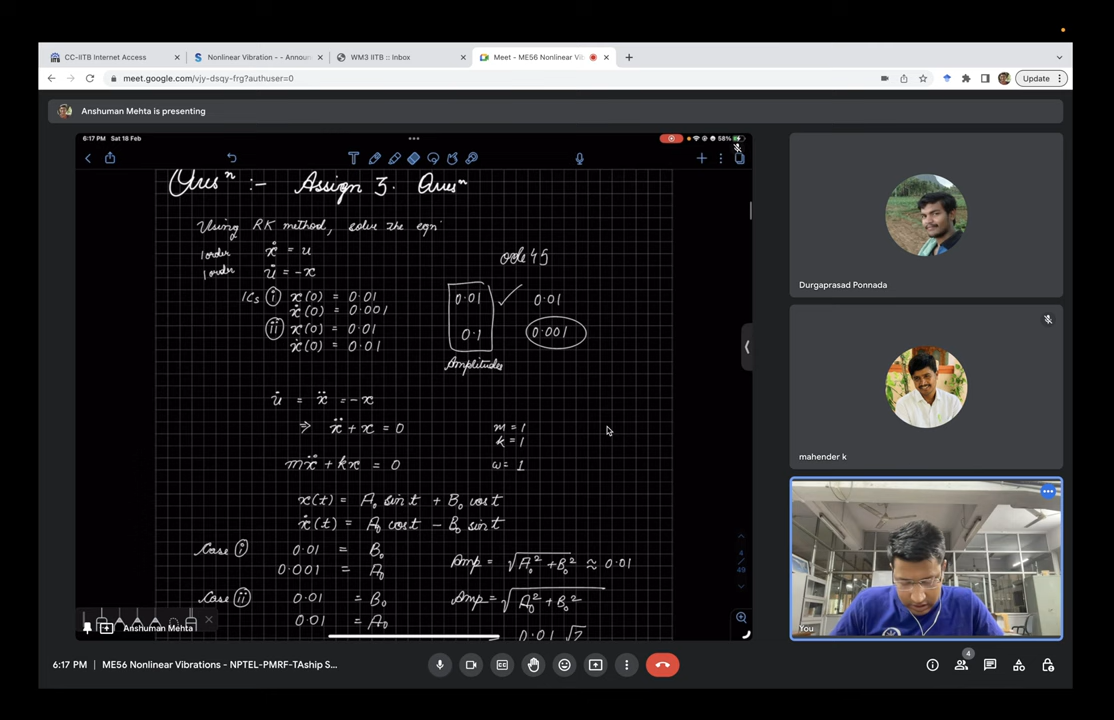 CC-IITB Internet Access
Nonlinear Vibration - - Announ
WM3 IITB :: Inbox
Meet - ME56 Nonlinear Vib
meet.google.com/vjy-dsqy-frg?authuser=0
Update
Anshuman Mehta is presenting
6:17 PM Sat 18 Feb
58%
Quesⁿ :- Assign 3. Quesⁿ
Using RK method, solve the eqn
1 order ẋ = u
ode 45
1 order u̇ = -x
ICs (i) x(0) = 0.01
ẋ(0) = 0.001
(ii) x(0) = 0.01
ẋ(0) = 0.01
0.01 ✓ 0.01
0.1 0.001
Amplitudes
u̇ = ẍ = -x
⇒ ẍ + x = 0
m = 1
k = 1
mẍ + kx = 0
ω = 1
x(t) = A₀ sin t + B₀ cos t
ẋ(t) = A₀ cos t - B₀ sin t
Case (i) 0.01 = B₀
0.001 = A₀
Amp = √A₀² + B₀² ≈ 0.01
Case (ii) 0.01 = B₀
0.01 = A₀
Amp = √A₀² + B₀²
0.01 √2
4
49
Anshuman Mehta
Durgaprasad Ponnada
mahender k
You
6:17 PM | ME56 Nonlinear Vibrations - NPTEL-PMRF-TAship S...
4